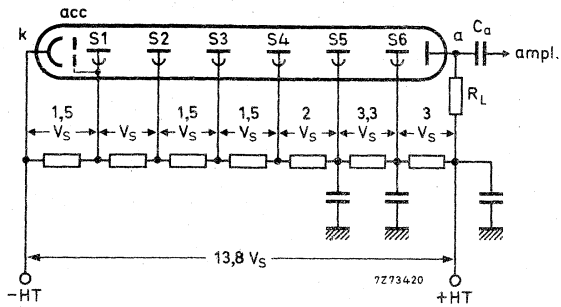 acc
k S1 S2 S3 S4 S5 S6 a Ca ampl.
RL
1,5 1,5 1,5 2 3,3 3
VS VS VS VS VS VS VS
13,8 VS
7Z73420
-HT +HT